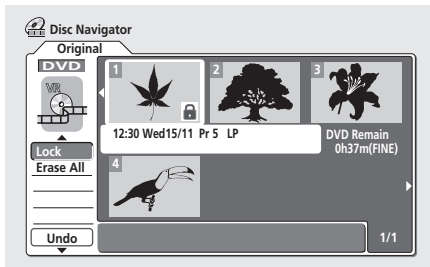 Disc Navigator
Original
DVD
VR
Lock
Erase All
Undo
1
2
3
12:30 Wed15/11 Pr 5 LP
DVD Remain
0h37m(FINE)
4
1/1